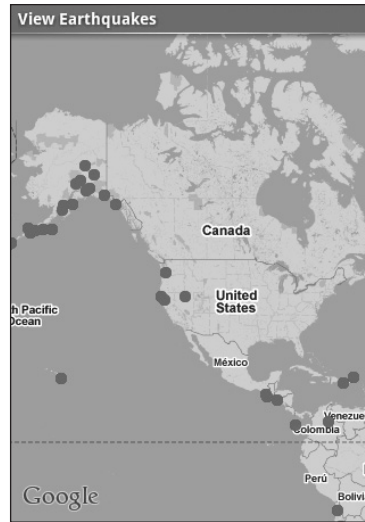 View Earthquakes
Canada
United
States
h Pacific
Ocean
México
Venezue
Colombia
Perú
Bolivi
Google